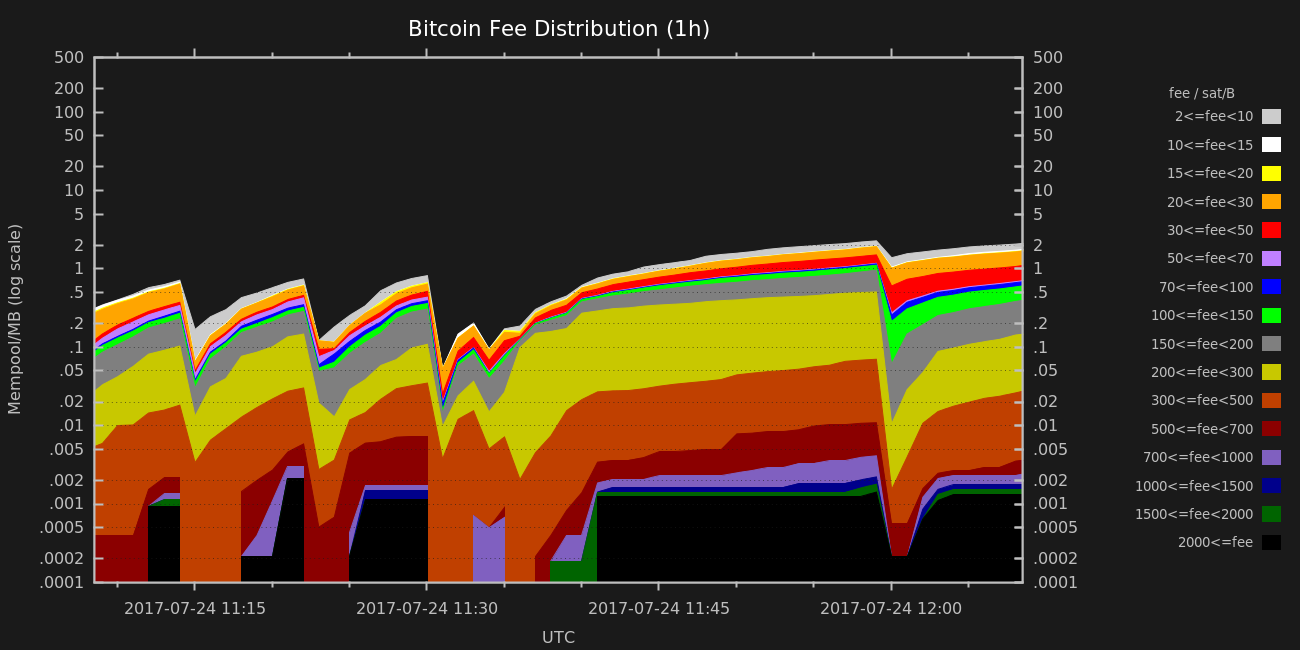 Bitcoin Fee Distribution (1h)
500 500
200 200
100 100
50 50
20 20
10 10
5 5
2 2
1 1
.5 .5
.2 .2
.1 .1
.05 .05
.02 .02
.01 .01
.005 .005
.002 .002
.001 .001
.0005 .0005
.0002 .0002
.0001 .0001
Mempool/MB (log scale)
2017-07-24 11:15 2017-07-24 11:30 2017-07-24 11:45 2017-07-24 12:00
UTC
fee / sat/B
2<=fee<10
10<=fee<15
15<=fee<20
20<=fee<30
30<=fee<50
50<=fee<70
70<=fee<100
100<=fee<150
150<=fee<200
200<=fee<300
300<=fee<500
500<=fee<700
700<=fee<1000
1000<=fee<1500
1500<=fee<2000
2000<=fee